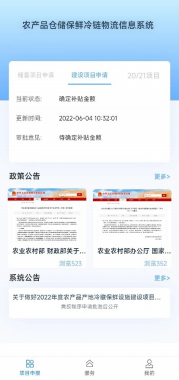 农产品仓储保鲜冷链物流信息系统
储备项目申请 建设项目申请 20/21项目
当前状态: 确定补贴金额
更新时间: 2022-06-04 10:32:01
审批意见: 待确定补贴金额
政策公告 更多>
农业农村部 财政部关于...
浏览523
农业农村部办公厅 国家...
浏览512
系统公告 更多>
关于做好2022年度农产品产地冷藏保鲜设施建设项目...
项目申报 服务 我的